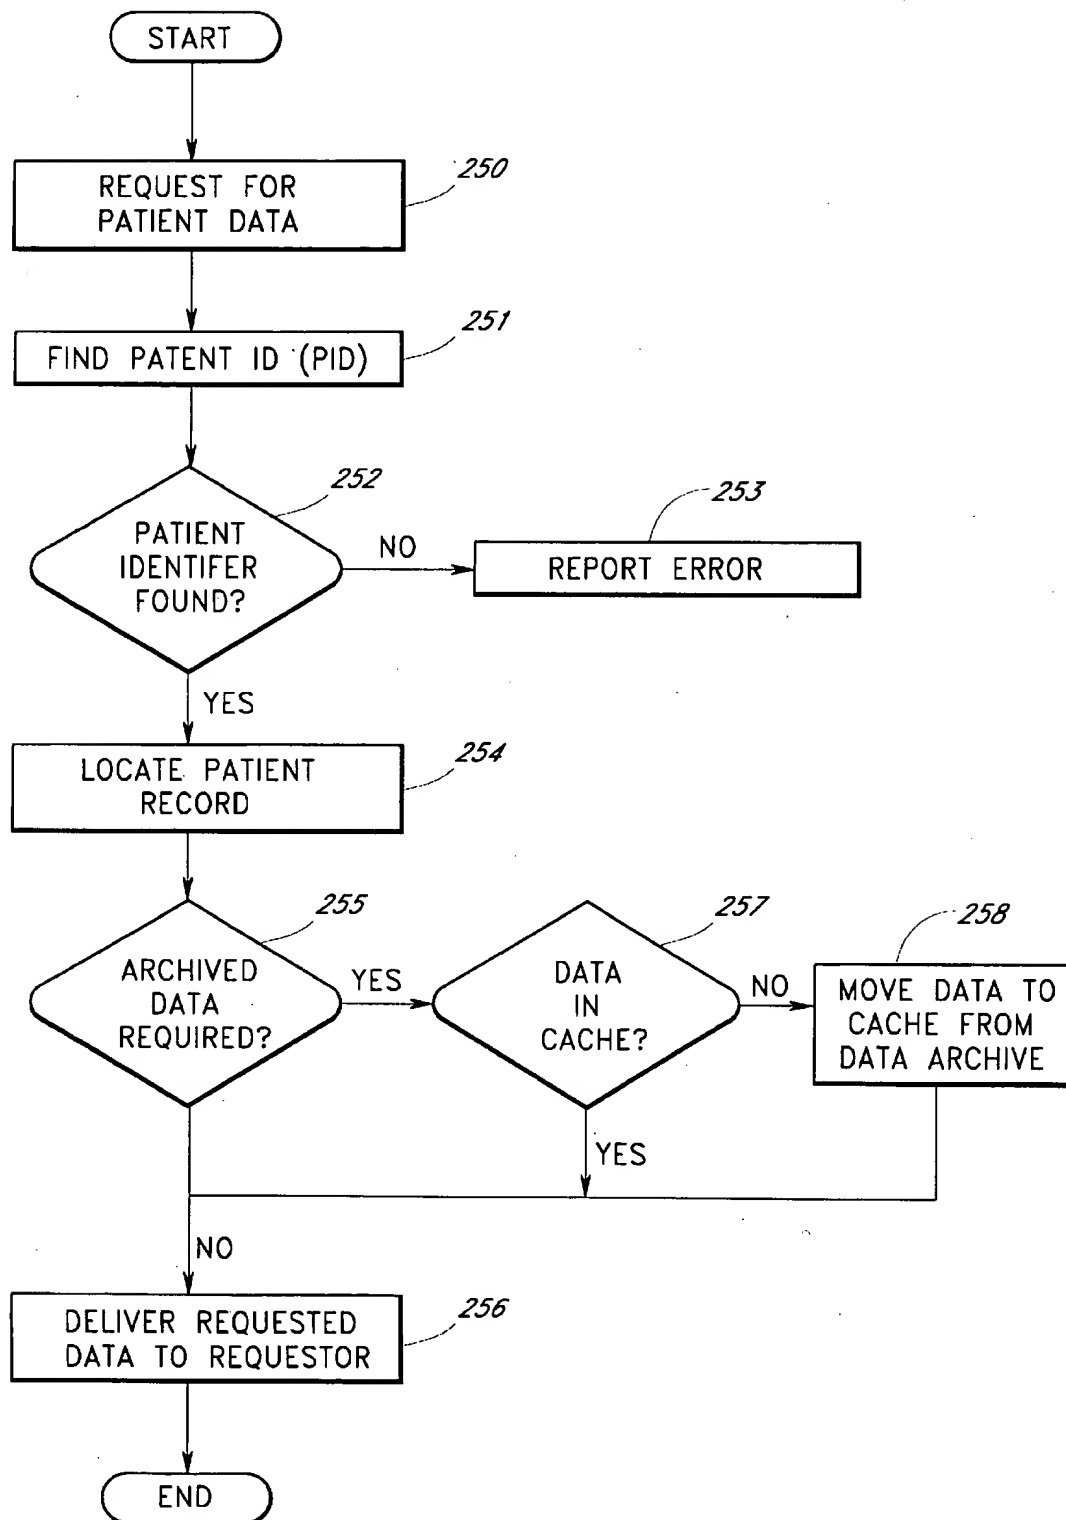 START
REQUEST FOR
PATIENT DATA
250
FIND PATENT ID (PID)
251
PATIENT
IDENTIFER
FOUND?
252
NO
REPORT ERROR
253
YES
LOCATE PATIENT
RECORD
254
ARCHIVED
DATA
REQUIRED?
255
YES
DATA
IN
CACHE?
257
NO
MOVE DATA TO
CACHE FROM
DATA ARCHIVE
258
YES
NO
DELIVER REQUESTED
DATA TO REQUESTOR
256
END